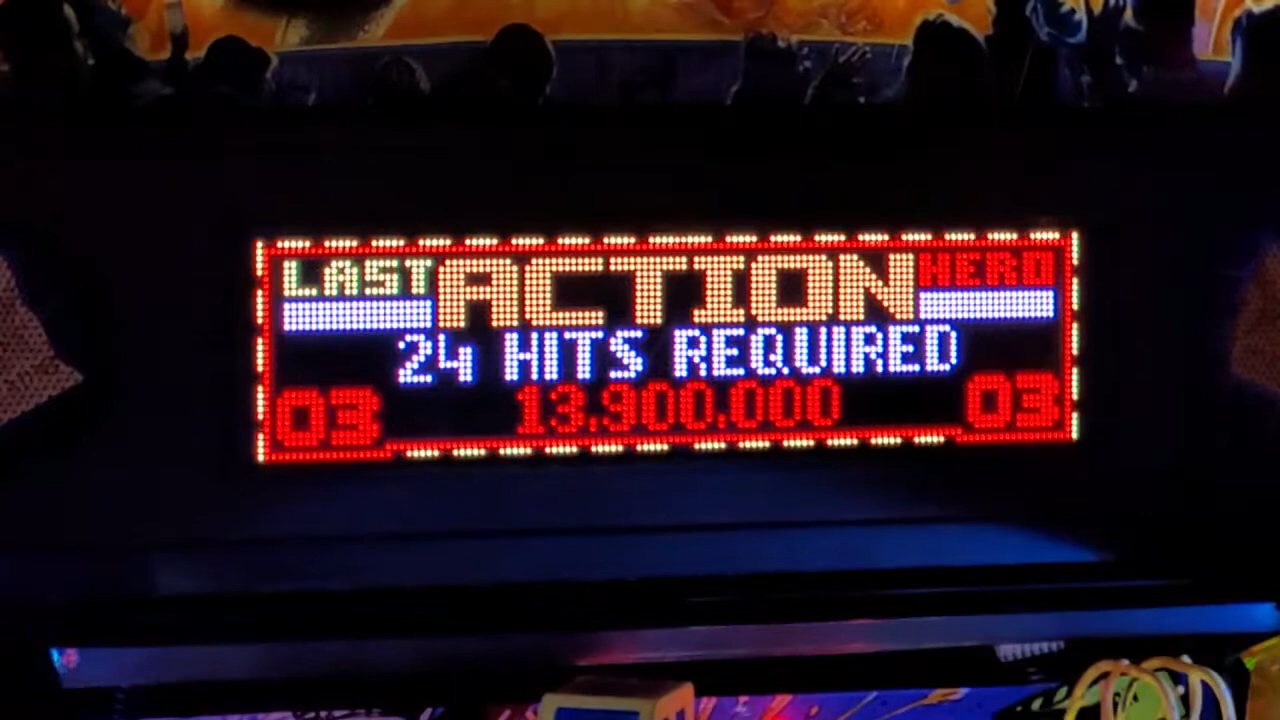 LAST ACTION HERO
24 HITS REQUIRED
03 13,900,000 03